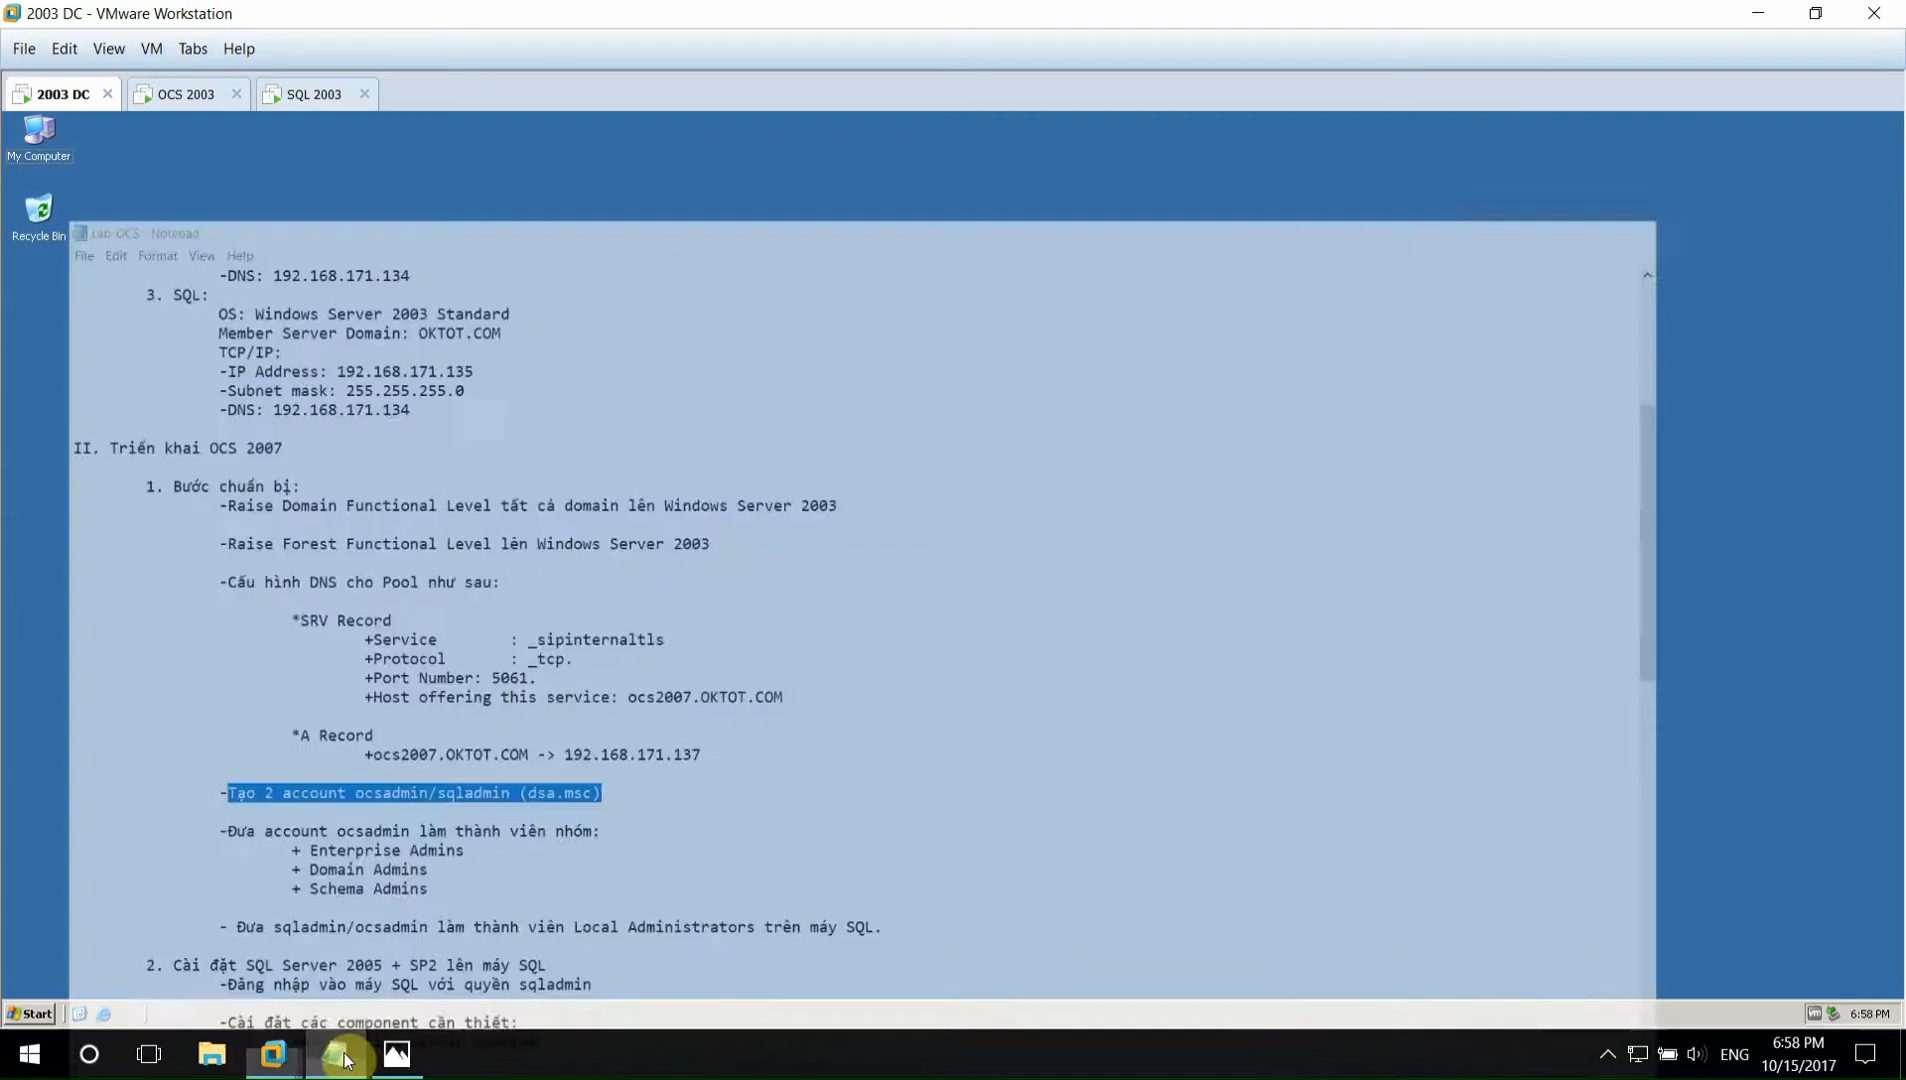 2003 DC - VMware Workstation
File Edit View VM Tabs Help
2003 DC OCS 2003 SQL 2003
My Computer
Recycle Bin
Lab-OCS - Notepad
File Edit Format View Help
-DNS: 192.168.171.134
3. SQL:
OS: Windows Server 2003 Standard
Member Server Domain: OKTOT.COM
TCP/IP:
-IP Address: 192.168.171.135
-Subnet mask: 255.255.255.0
-DNS: 192.168.171.134
II. Triển khai OCS 2007
1. Bước chuẩn bị:
-Raise Domain Functional Level tất cả domain lên Windows Server 2003
-Raise Forest Functional Level lên Windows Server 2003
-Cấu hình DNS cho Pool như sau:
*SRV Record
+Service : _sipinternaltls
+Protocol : _tcp.
+Port Number: 5061.
+Host offering this service: ocs2007.OKTOT.COM
*A Record
+ocs2007.OKTOT.COM -> 192.168.171.137
-Tạo 2 account ocsadmin/sqladmin (dsa.msc)
-Đưa account ocsadmin làm thành viên nhóm:
+ Enterprise Admins
+ Domain Admins
+ Schema Admins
- Đưa sqladmin/ocsadmin làm thành viên Local Administrators trên máy SQL.
2. Cài đặt SQL Server 2005 + SP2 lên máy SQL
-Đăng nhập vào máy SQL với quyền sqladmin
-Cài đặt các component cần thiết:
Start
6:58 PM
ENG
6:58 PM
10/15/2017